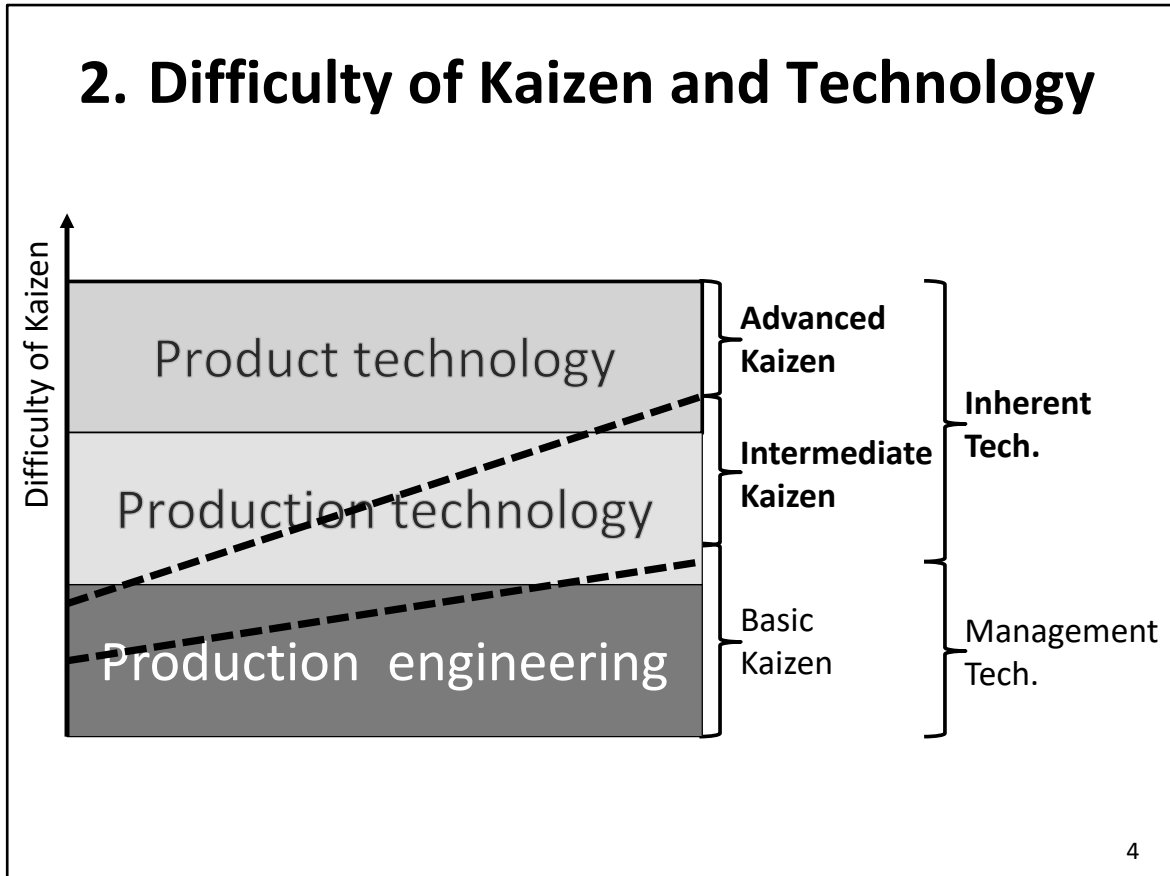 2. Difficulty of Kaizen and Technology
Difficulty of Kaizen
Product technology
Production technology
Production engineering
Advanced
Kaizen
Intermediate
Kaizen
Basic
Kaizen
Inherent
Tech.
Management
Tech.
4